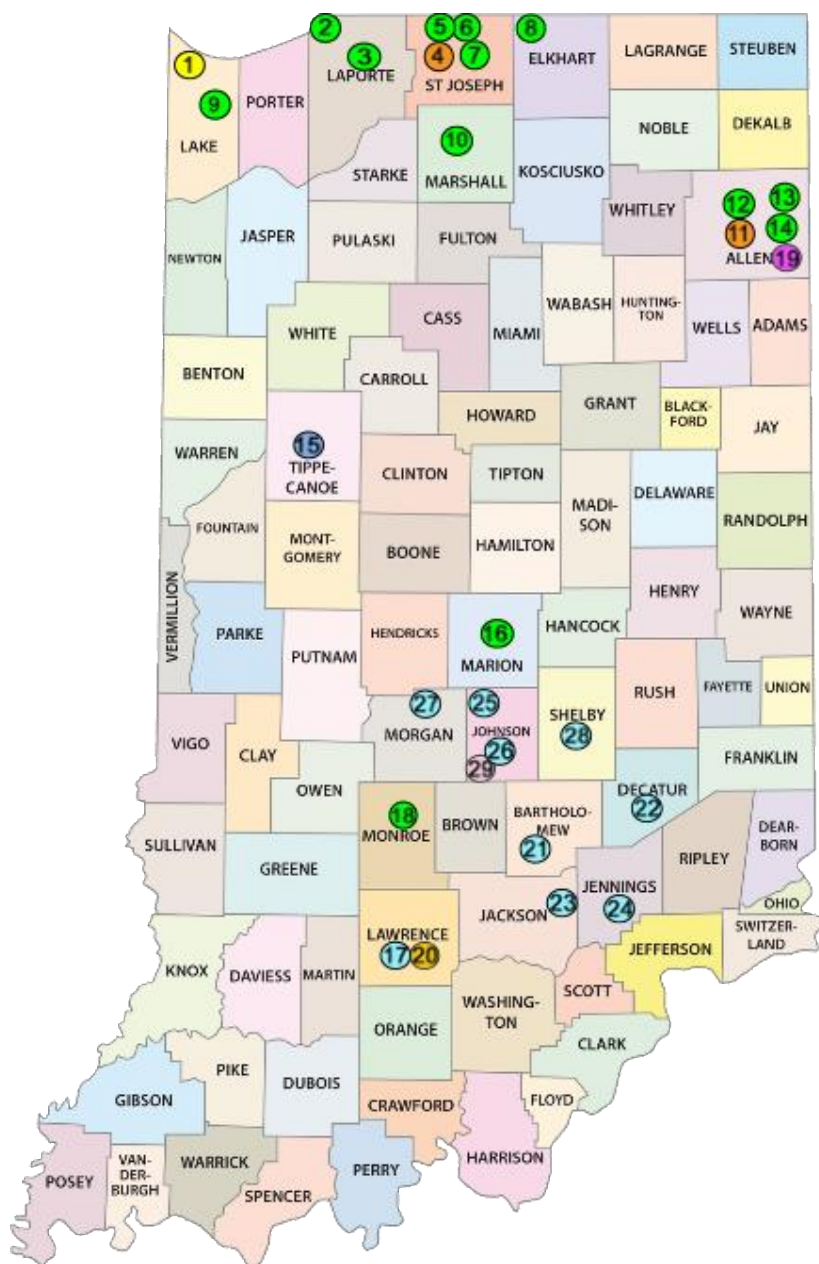 2
5
6
8
LAGRANGE
STEUBEN
1
3
4
7
ELKHART
LAPORTE
ST JOSEPH
9
PORTER
LAKE
10
NOBLE
DEKALB
STARKE
MARSHALL
KOSCIUSKO
WHITLEY
12
13
11
14
ALLEN
19
JASPER
PULASKI
FULTON
NEWTON
WABASH
HUNTING-
TON
WHITE
CASS
MIAMI
WELLS
ADAMS
BENTON
CARROLL
HOWARD
GRANT
BLACK-
FORD
JAY
WARREN
15
TIPPE-
CANOE
CLINTON
TIPTON
MADI-
SON
DELAWARE
RANDOLPH
FOUNTAIN
MONT-
GOMERY
BOONE
HAMILTON
HENRY
WAYNE
VERMILLION
PARKE
PUTNAM
HENDRICKS
16
MARION
HANCOCK
RUSH
FAYETTE
UNION
VIGO
CLAY
OWEN
27
MORGAN
25
JOHNSON
26
29
SHELBY
28
FRANKLIN
DECATUR
22
SULLIVAN
GREENE
18
MONROE
BROWN
BARTHOLO-
MEW
21
RIPLEY
DEAR-
BORN
JENNINGS
24
OHIO
SWITZER-
LAND
KNOX
DAVIESS
MARTIN
LAWRENCE
17
20
JACKSON
23
JEFFERSON
SCOTT
ORANGE
WASHING-
TON
CLARK
GIBSON
PIKE
DUBOIS
CRAWFORD
FLOYD
HARRISON
POSEY
VAN-
DER-
BURGH
WARRICK
SPENCER
PERRY